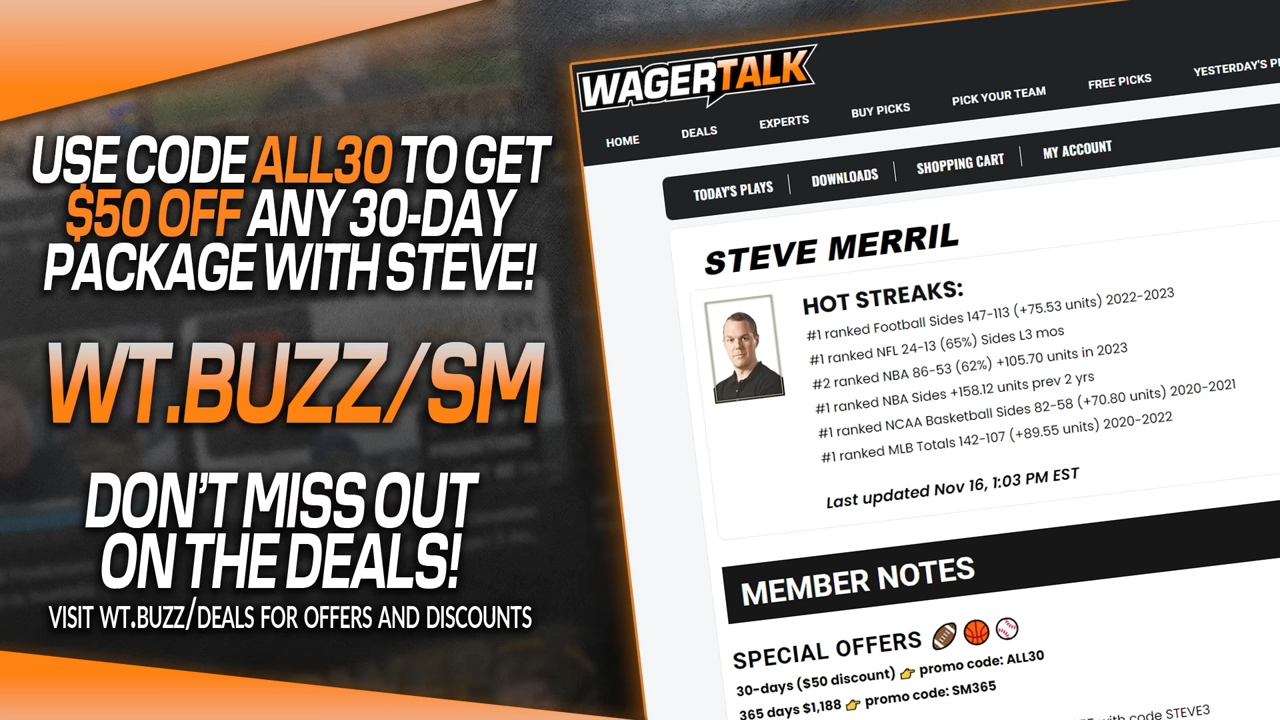 USE CODE ALL30 TO GET
$50 OFF ANY 30-DAY
PACKAGE WITH STEVE!
WT.BUZZ/SM
DON'T MISS OUT
ON THE DEALS!
VISIT WT.BUZZ/DEALS FOR OFFERS AND DISCOUNTS
WAGERTALK
HOME DEALS EXPERTS BUY PICKS PICK YOUR TEAM FREE PICKS YESTERDAY'S
TODAY'S PLAYS DOWNLOADS SHOPPING CART MY ACCOUNT
STEVE MERRIL
HOT STREAKS:
#1 ranked Football Sides 147-113 (+75.53 units) 2022-2023
#1 ranked NFL 24-13 (65%) Sides L3 mos
#2 ranked NBA 86-53 (62%) +105.70 units in 2023
#1 ranked NBA Sides +158.12 units prev 2 yrs
#1 ranked NCAA Basketball Sides 82-58 (+70.80 units) 2020-2021
#1 ranked MLB Totals 142-107 (+89.55 units) 2020-2022
Last updated Nov 16, 1:03 PM EST
MEMBER NOTES
SPECIAL OFFERS 🏈 🏀 ⚾
30-days ($50 discount) 👉 promo code: ALL30
365 days $1,188 👉 promo code: SM365
with code STEVE3